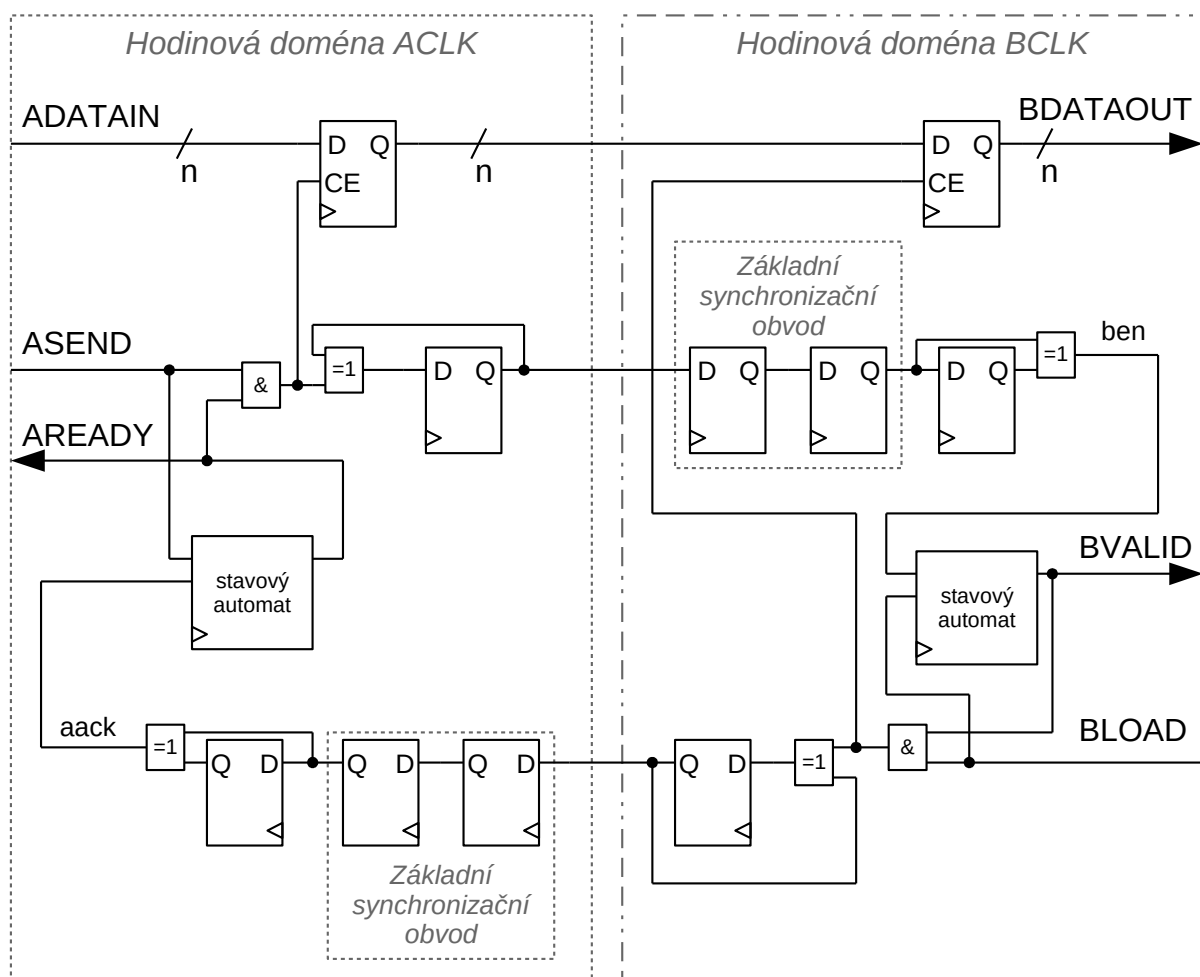 Hodinová doména ACLK
Hodinová doména BCLK
ADATAIN
n
D Q
CE
n
D Q
CE
BDATAOUT
n
Základní
synchronizační
obvod
ASEND
&
=1
D Q
D Q
D Q
D Q
=1
ben
AREADY
stavový
automat
stavový
automat
BVALID
aack
=1
Q D
Q D
Q D
Q D
=1
&
BLOAD
Základní
synchronizační
obvod